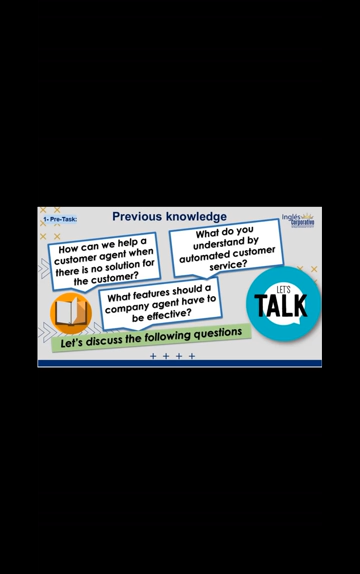 1- Pre-Task:
Previous knowledge
Inglés
corporativo
How can we help a
customer agent when
there is no solution for
the customer?
What do you
understand by
automated customer
service?
What features should a
company agent have to
be effective?
LET'S
TALK
Let's discuss the following questions